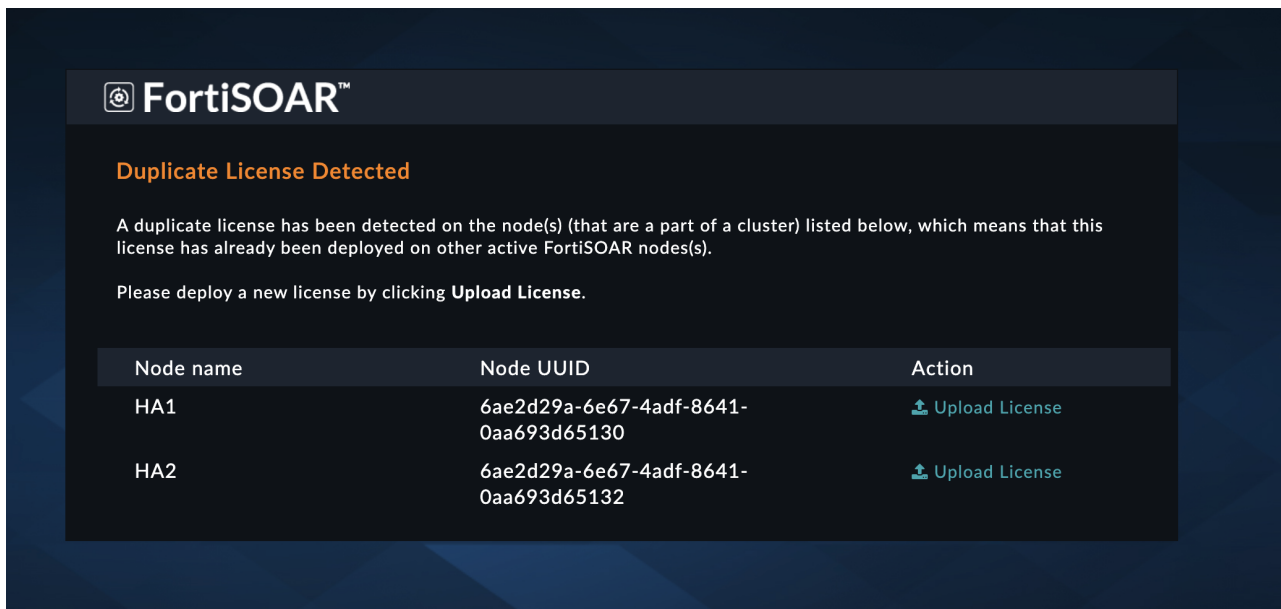 FortiSOAR™
Duplicate License Detected
A duplicate license has been detected on the node(s) (that are a part of a cluster) listed below, which means that this
license has already been deployed on other active FortiSOAR nodes(s).
Please deploy a new license by clicking Upload License.
Node name Node UUID Action
HA1 6ae2d29a-6e67-4adf-8641- Upload License
0aa693d65130
HA2 6ae2d29a-6e67-4adf-8641- Upload License
0aa693d65132